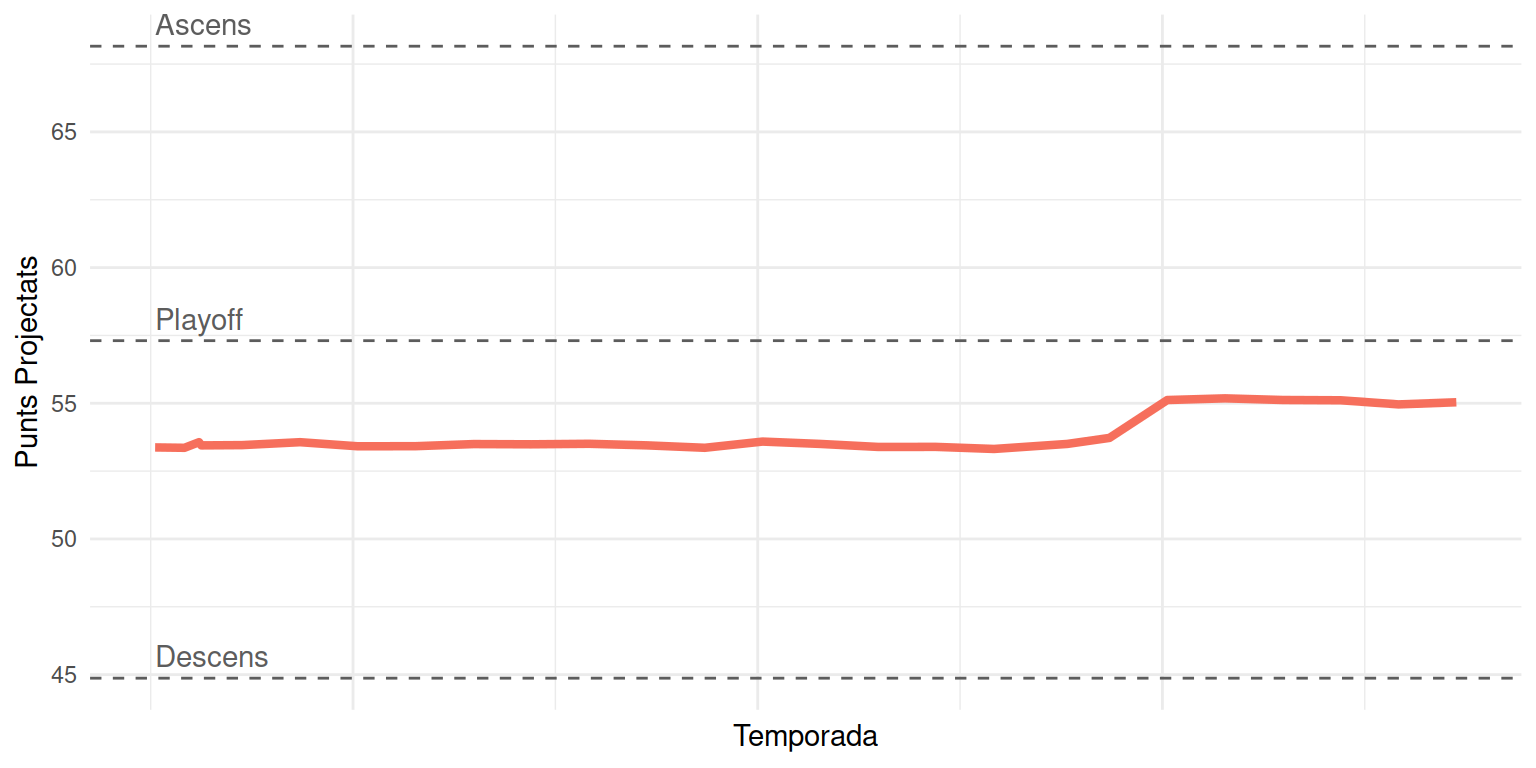 Ascens
65
60
Playoff
55
50
Descens
45
Punts Projectats
Temporada